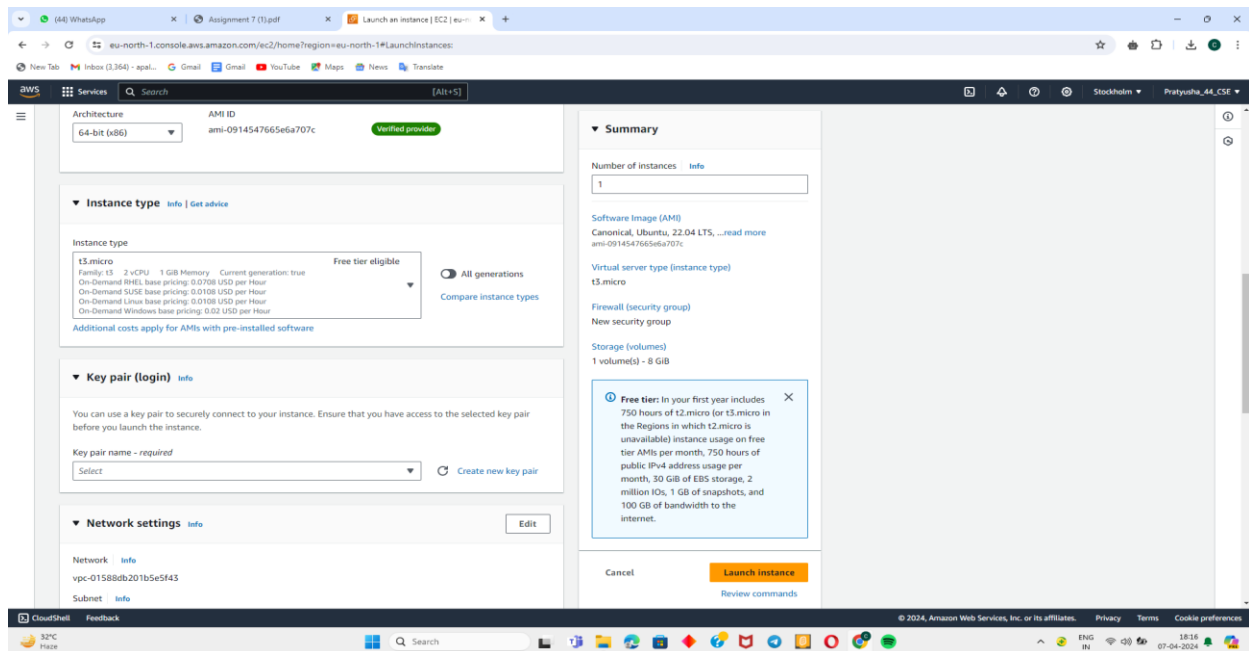 (44) WhatsApp
Assignment 7 (1).pdf
Launch an instance | EC2 | eu-n
eu-north-1.console.aws.amazon.com/ec2/home?region=eu-north-1#LaunchInstances:
New Tab
Inbox (3,364) - apal...
Gmail
Gmail
YouTube
Maps
News
Translate
aws
Services
Search
[Alt+S]
Stockholm
Pratyusha_44_CSE
Architecture
64-bit (x86)
AMI ID
ami-0914547665e6a707c
Verified provider
Instance type Info | Get advice
Instance type
t3.micro
Free tier eligible
Family: t3 2 vCPU 1 GiB Memory Current generation: true
On-Demand RHEL base pricing: 0.0708 USD per Hour
On-Demand SUSE base pricing: 0.0108 USD per Hour
On-Demand Linux base pricing: 0.0108 USD per Hour
On-Demand Windows base pricing: 0.02 USD per Hour
All generations
Compare instance types
Additional costs apply for AMIs with pre-installed software
Key pair (login) Info
You can use a key pair to securely connect to your instance. Ensure that you have access to the selected key pair
before you launch the instance.
Key pair name - required
Select
Create new key pair
Network settings Info
Edit
Network Info
vpc-01588db201b5e5f43
Subnet Info
Summary
Number of instances Info
1
Software Image (AMI)
Canonical, Ubuntu, 22.04 LTS, ...read more
ami-0914547665e6a707c
Virtual server type (instance type)
t3.micro
Firewall (security group)
New security group
Storage (volumes)
1 volume(s) - 8 GiB
Free tier: In your first year includes
750 hours of t2.micro (or t3.micro in
the Regions in which t2.micro is
unavailable) instance usage on free
tier AMIs per month, 750 hours of
public IPv4 address usage per
month, 30 GiB of EBS storage, 2
million IOs, 1 GB of snapshots, and
100 GB of bandwidth to the
internet.
Cancel
Launch instance
Review commands
CloudShell
Feedback
© 2024, Amazon Web Services, Inc. or its affiliates.
Privacy
Terms
Cookie preferences
32°C
Haze
Search
ENG
IN
18:16
07-04-2024